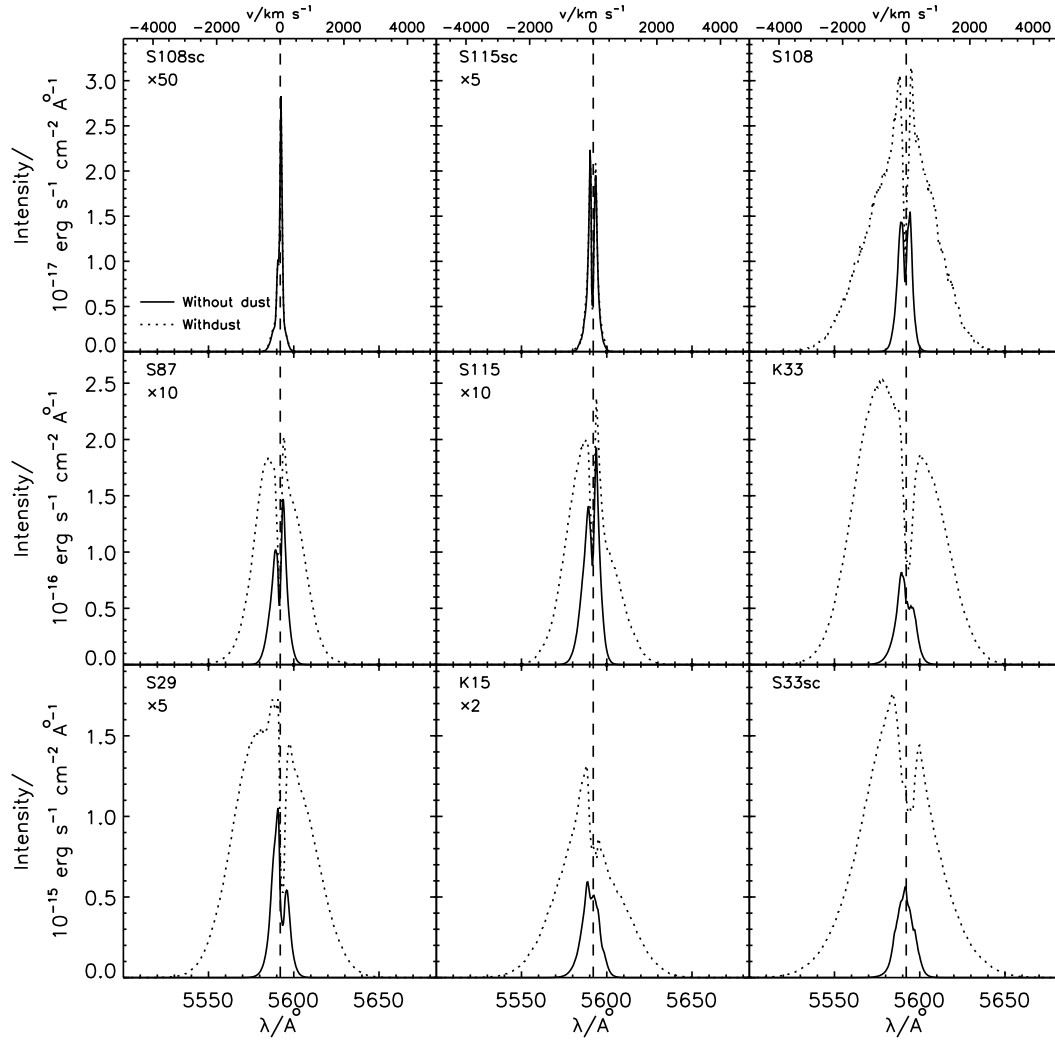 v/km s⁻¹ v/km s⁻¹ v/km s⁻¹
−4000 −2000 0 2000 4000 −4000 −2000 0 2000 4000 −4000 −2000 0 2000 4000
S108sc S115sc S108
×50 ×5
3.0
2.5
2.0
1.5
1.0
0.5
0.0
Intensity/
10⁻¹⁷ erg s⁻¹ cm⁻² Å⁻¹
Without dust
Withdust
S87 S115 K33
×10 ×10
2.5
2.0
1.5
1.0
0.5
0.0
Intensity/
10⁻¹⁶ erg s⁻¹ cm⁻² Å⁻¹
S29 K15 S33sc
×5 ×2
1.5
1.0
0.5
0.0
Intensity/
10⁻¹⁵ erg s⁻¹ cm⁻² Å⁻¹
5550 5600 5650 5550 5600 5650 5550 5600 5650
λ/Å λ/Å λ/Å